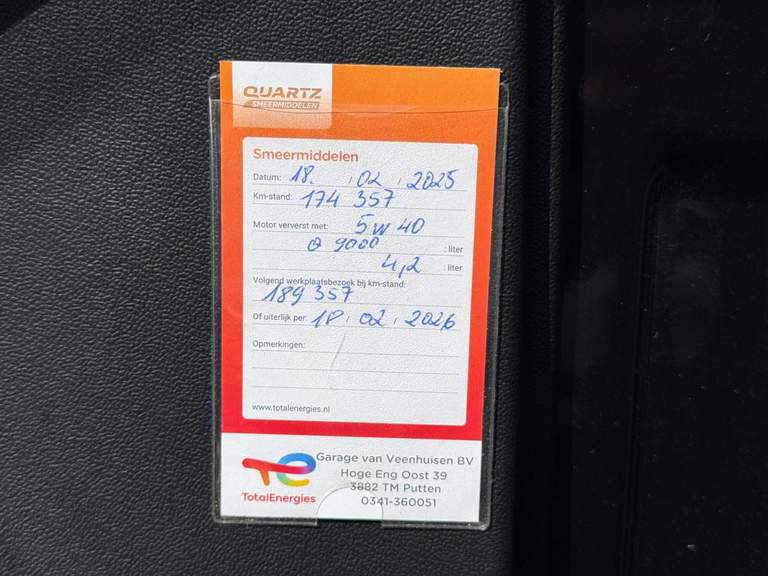 QUARTZ
SMEERMIDDELEN
Smeermiddelen
Datum: 18. , 02 , 2025
Km-stand: 174 357
Motor ververst met: 5W40
Q 9000 : liter
4,2 : liter
Volgend werkplaatsbezoek bij km-stand:
189 357
Of uiterlijk per: 18 , 02 , 2026
Opmerkingen:
www.totalenergies.nl
Garage van Veenhuisen BV
Hoge Eng Oost 39
3882 TM Putten
0341-360051
TotalEnergies